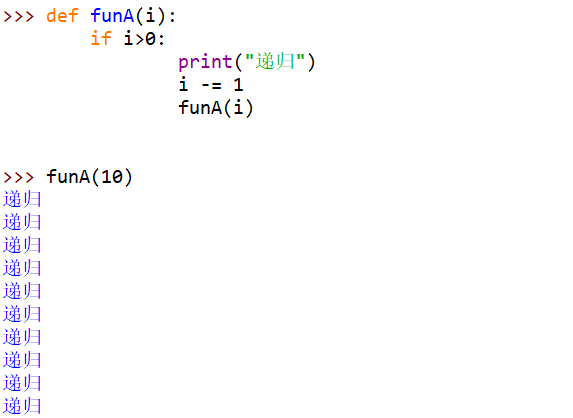 >>> def funA(i):
        if i>0:
                print("递归")
                i -= 1
                funA(i)
>>> funA(10)
递归
递归
递归
递归
递归
递归
递归
递归
递归
递归